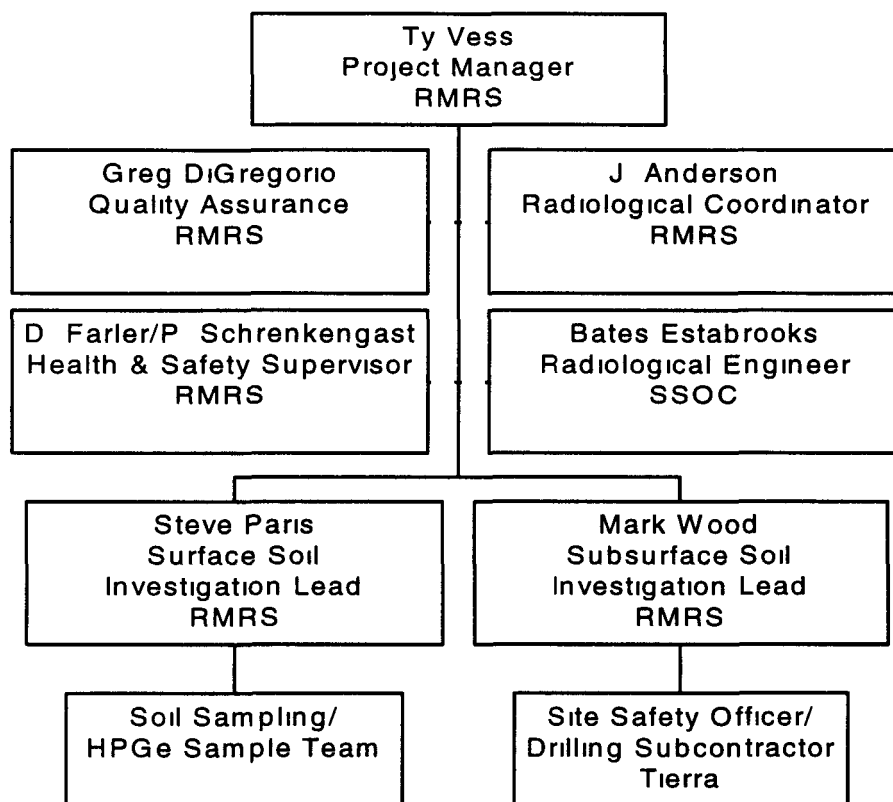 Ty Vess
Project Manager
RMRS
Greg DiGregorio
Quality Assurance
RMRS
J Anderson
Radiological Coordinator
RMRS
D Farler/P Schrenkengast
Health & Safety Supervisor
RMRS
Bates Estabrooks
Radiological Engineer
SSOC
Steve Paris
Surface Soil
Investigation Lead
RMRS
Mark Wood
Subsurface Soil
Investigation Lead
RMRS
Soil Sampling/
HPGe Sample Team
Site Safety Officer/
Drilling Subcontractor
Tierra